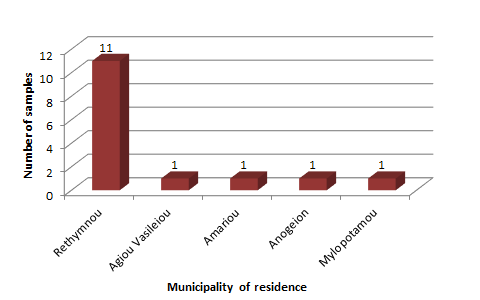 12
10
8
6
4
2
0
Number of samples
11
1
1
1
1
Rethymnou
Agiou Vasileiou
Amariou
Anogeion
Mylopotamou
Municipality of residence